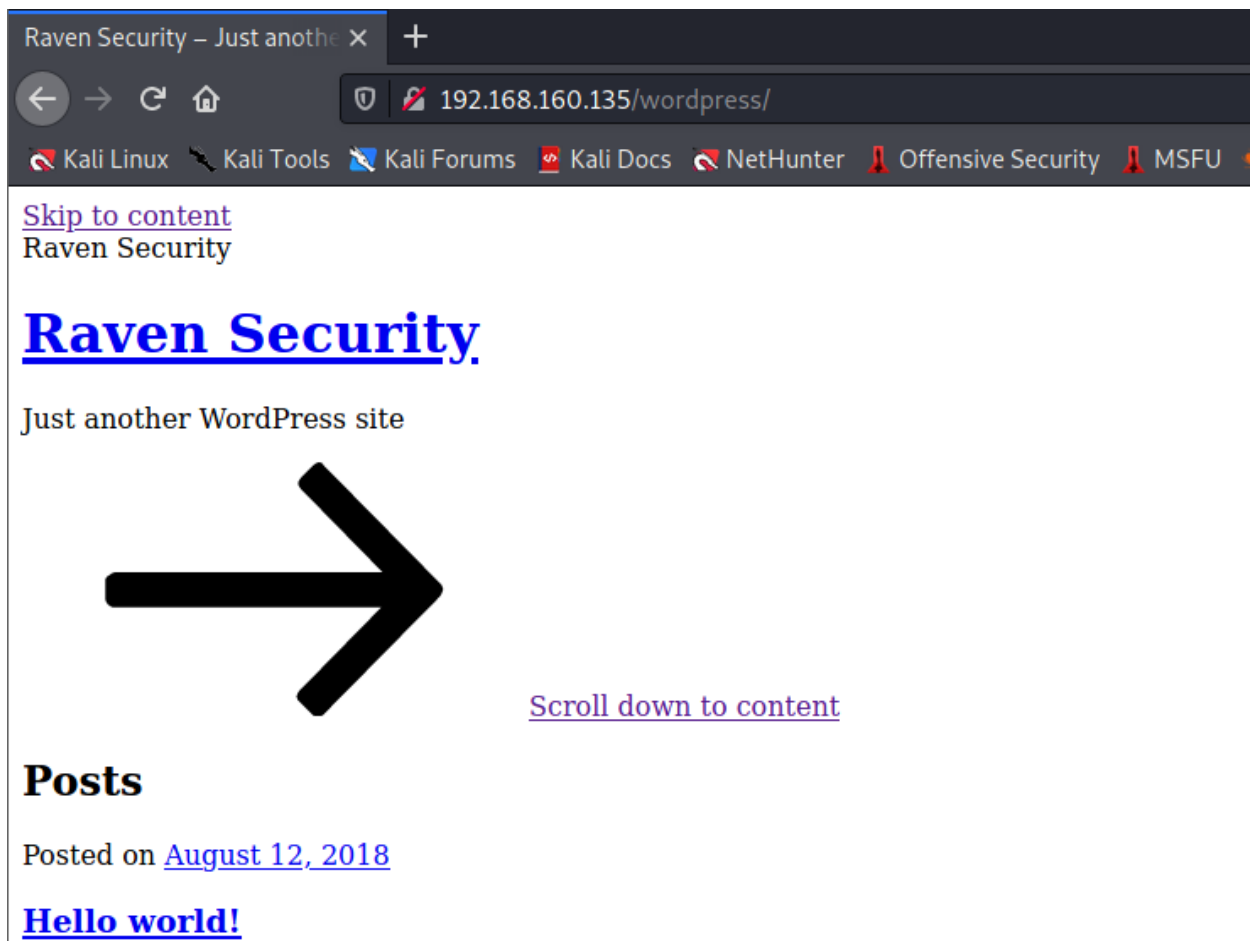 Raven Security – Just anothe
192.168.160.135/wordpress/
Kali Linux Kali Tools Kali Forums Kali Docs NetHunter Offensive Security MSFU
Skip to content
Raven Security
Raven Security
Just another WordPress site
Scroll down to content
Posts
Posted on August 12, 2018
Hello world!